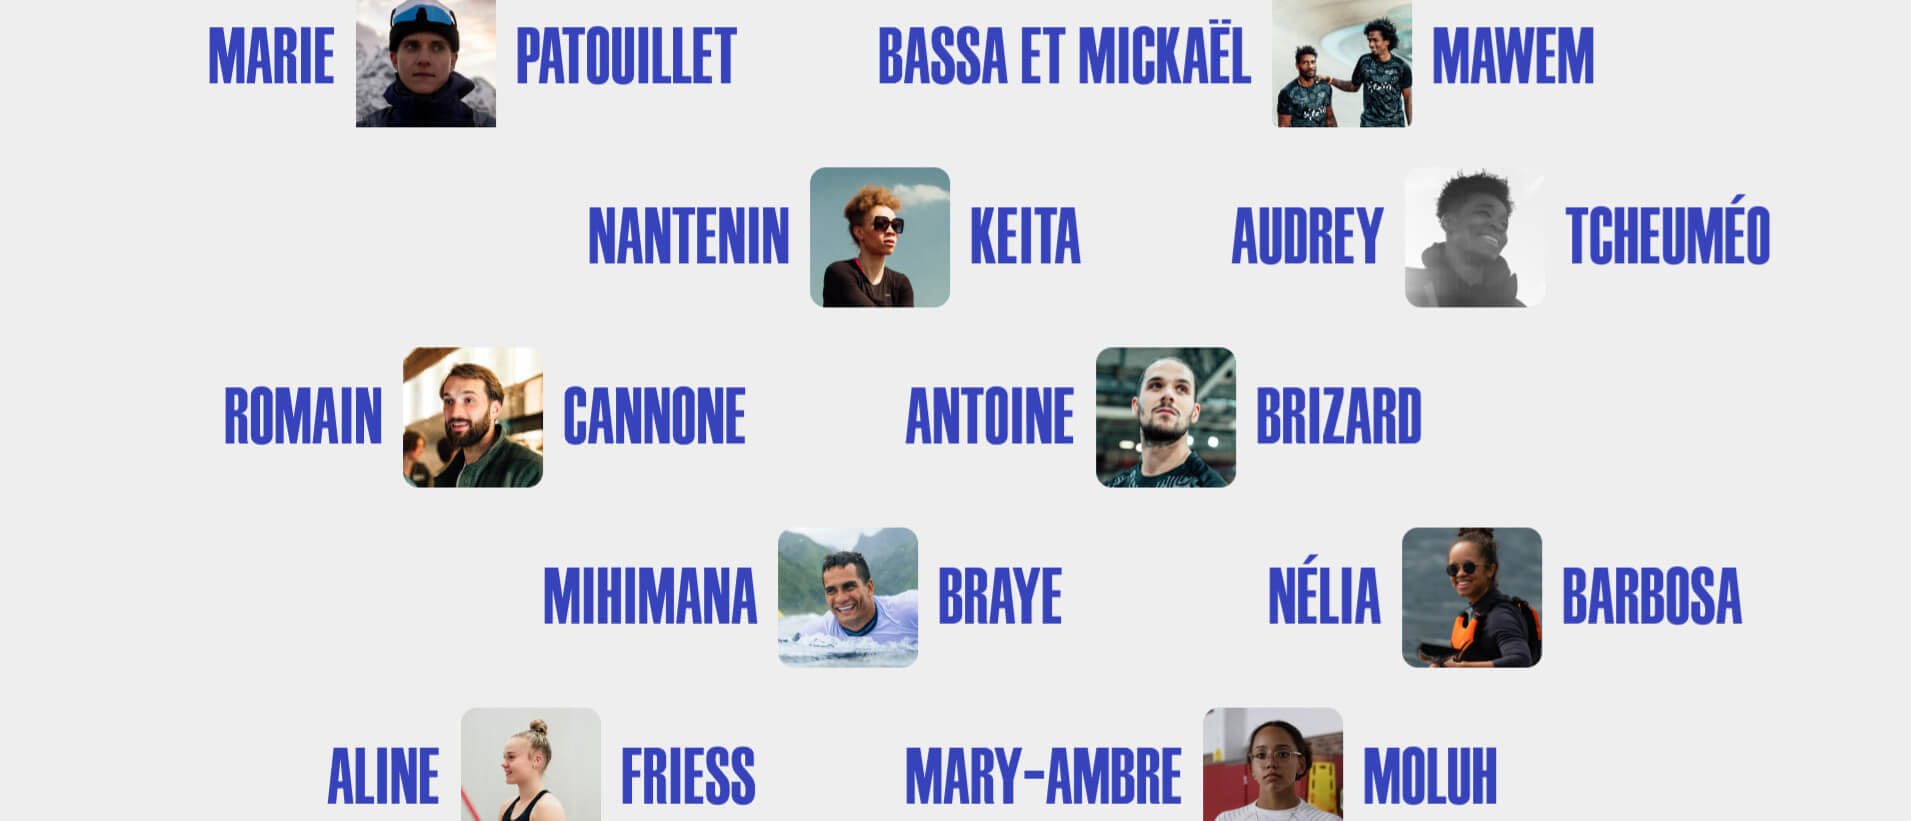 MARIE PATOUILLET
BASSA ET MICKAËL MAWEM
NANTENIN KEITA
AUDREY TCHEUMÉO
ROMAIN CANNONE
ANTOINE BRIZARD
MIHIMANA BRAYE
NÉLIA BARBOSA
ALINE FRIESS
MARY-AMBRE MOLUH